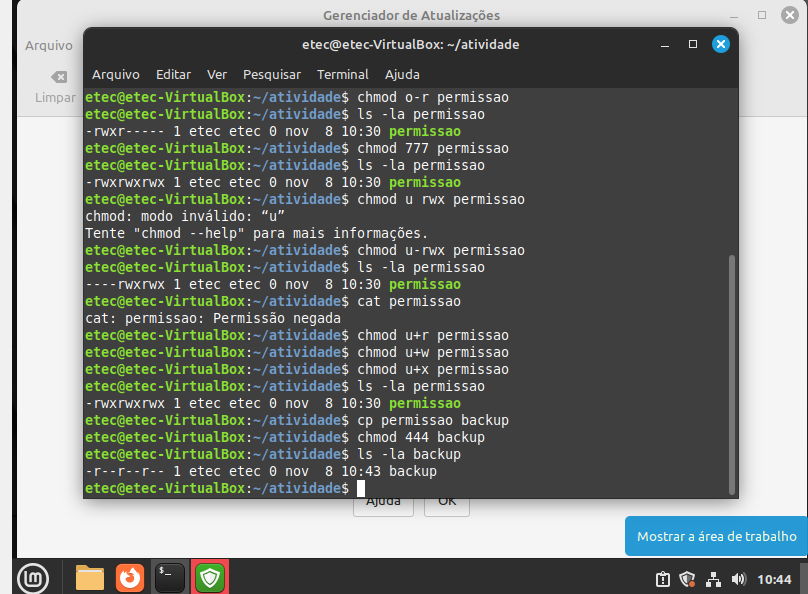 Gerenciador de Atualizações
Arquivo
Limpar
etec@etec-VirtualBox: ~/atividade
Arquivo Editar Ver Pesquisar Terminal Ajuda
etec@etec-VirtualBox:~/atividade$ chmod o-r permissao
etec@etec-VirtualBox:~/atividade$ ls -la permissao
-rwxr----- 1 etec etec 0 nov  8 10:30 permissao
etec@etec-VirtualBox:~/atividade$ chmod 777 permissao
etec@etec-VirtualBox:~/atividade$ ls -la permissao
-rwxrwxrwx 1 etec etec 0 nov  8 10:30 permissao
etec@etec-VirtualBox:~/atividade$ chmod u rwx permissao
chmod: modo inválido: “u”
Tente "chmod --help" para mais informações.
etec@etec-VirtualBox:~/atividade$ chmod u-rwx permissao
etec@etec-VirtualBox:~/atividade$ ls -la permissao
----rwxrwx 1 etec etec 0 nov  8 10:30 permissao
etec@etec-VirtualBox:~/atividade$ cat permissao
cat: permissao: Permissão negada
etec@etec-VirtualBox:~/atividade$ chmod u+r permissao
etec@etec-VirtualBox:~/atividade$ chmod u+w permissao
etec@etec-VirtualBox:~/atividade$ chmod u+x permissao
etec@etec-VirtualBox:~/atividade$ ls -la permissao
-rwxrwxrwx 1 etec etec 0 nov  8 10:30 permissao
etec@etec-VirtualBox:~/atividade$ cp permissao backup
etec@etec-VirtualBox:~/atividade$ chmod 444 backup
etec@etec-VirtualBox:~/atividade$ ls -la backup
-r--r--r-- 1 etec etec 0 nov  8 10:43 backup
etec@etec-VirtualBox:~/atividade$
Ajuda OK
Mostrar a área de trabalho
10:44